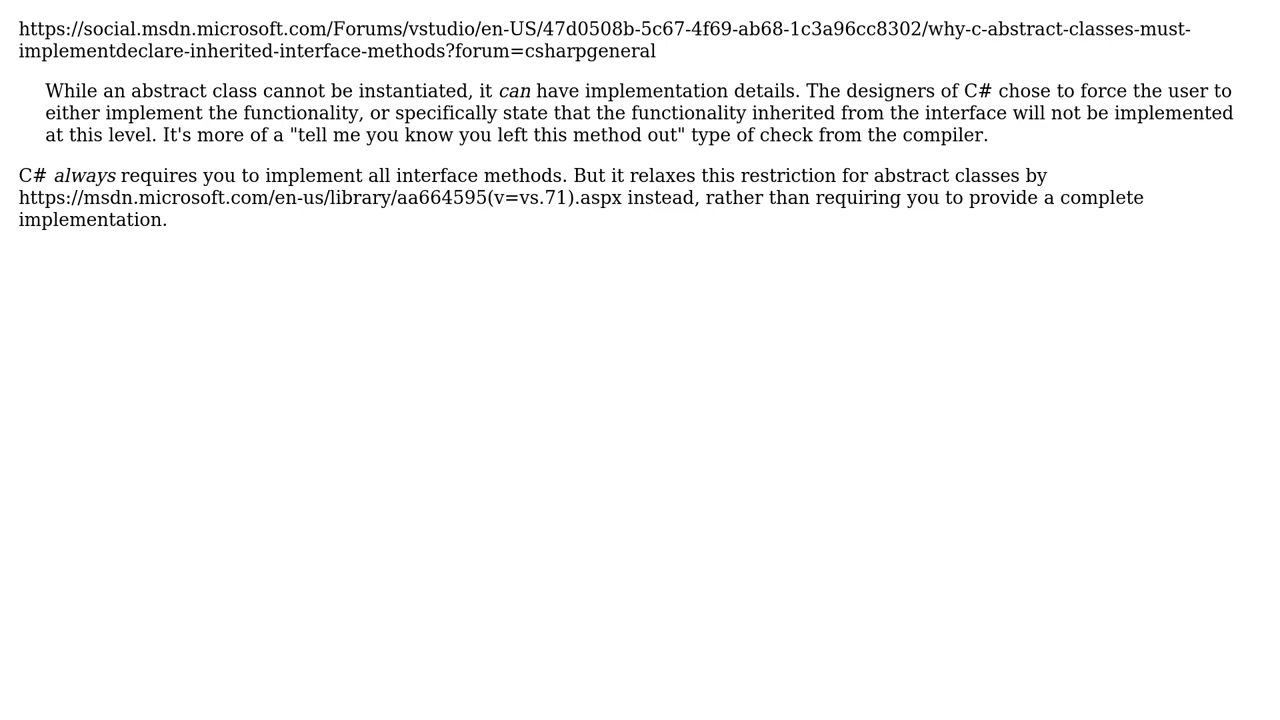 https://social.msdn.microsoft.com/Forums/vstudio/en-US/47d0508b-5c67-4f69-ab68-1c3a96cc8302/why-c-abstract-classes-must-
implementdeclare-inherited-interface-methods?forum=csharpgeneral
While an abstract class cannot be instantiated, it can have implementation details. The designers of C# chose to force the user to
either implement the functionality, or specifically state that the functionality inherited from the interface will not be implemented
at this level. It's more of a "tell me you know you left this method out" type of check from the compiler.
C# always requires you to implement all interface methods. But it relaxes this restriction for abstract classes by
https://msdn.microsoft.com/en-us/library/aa664595(v=vs.71).aspx instead, rather than requiring you to provide a complete
implementation.